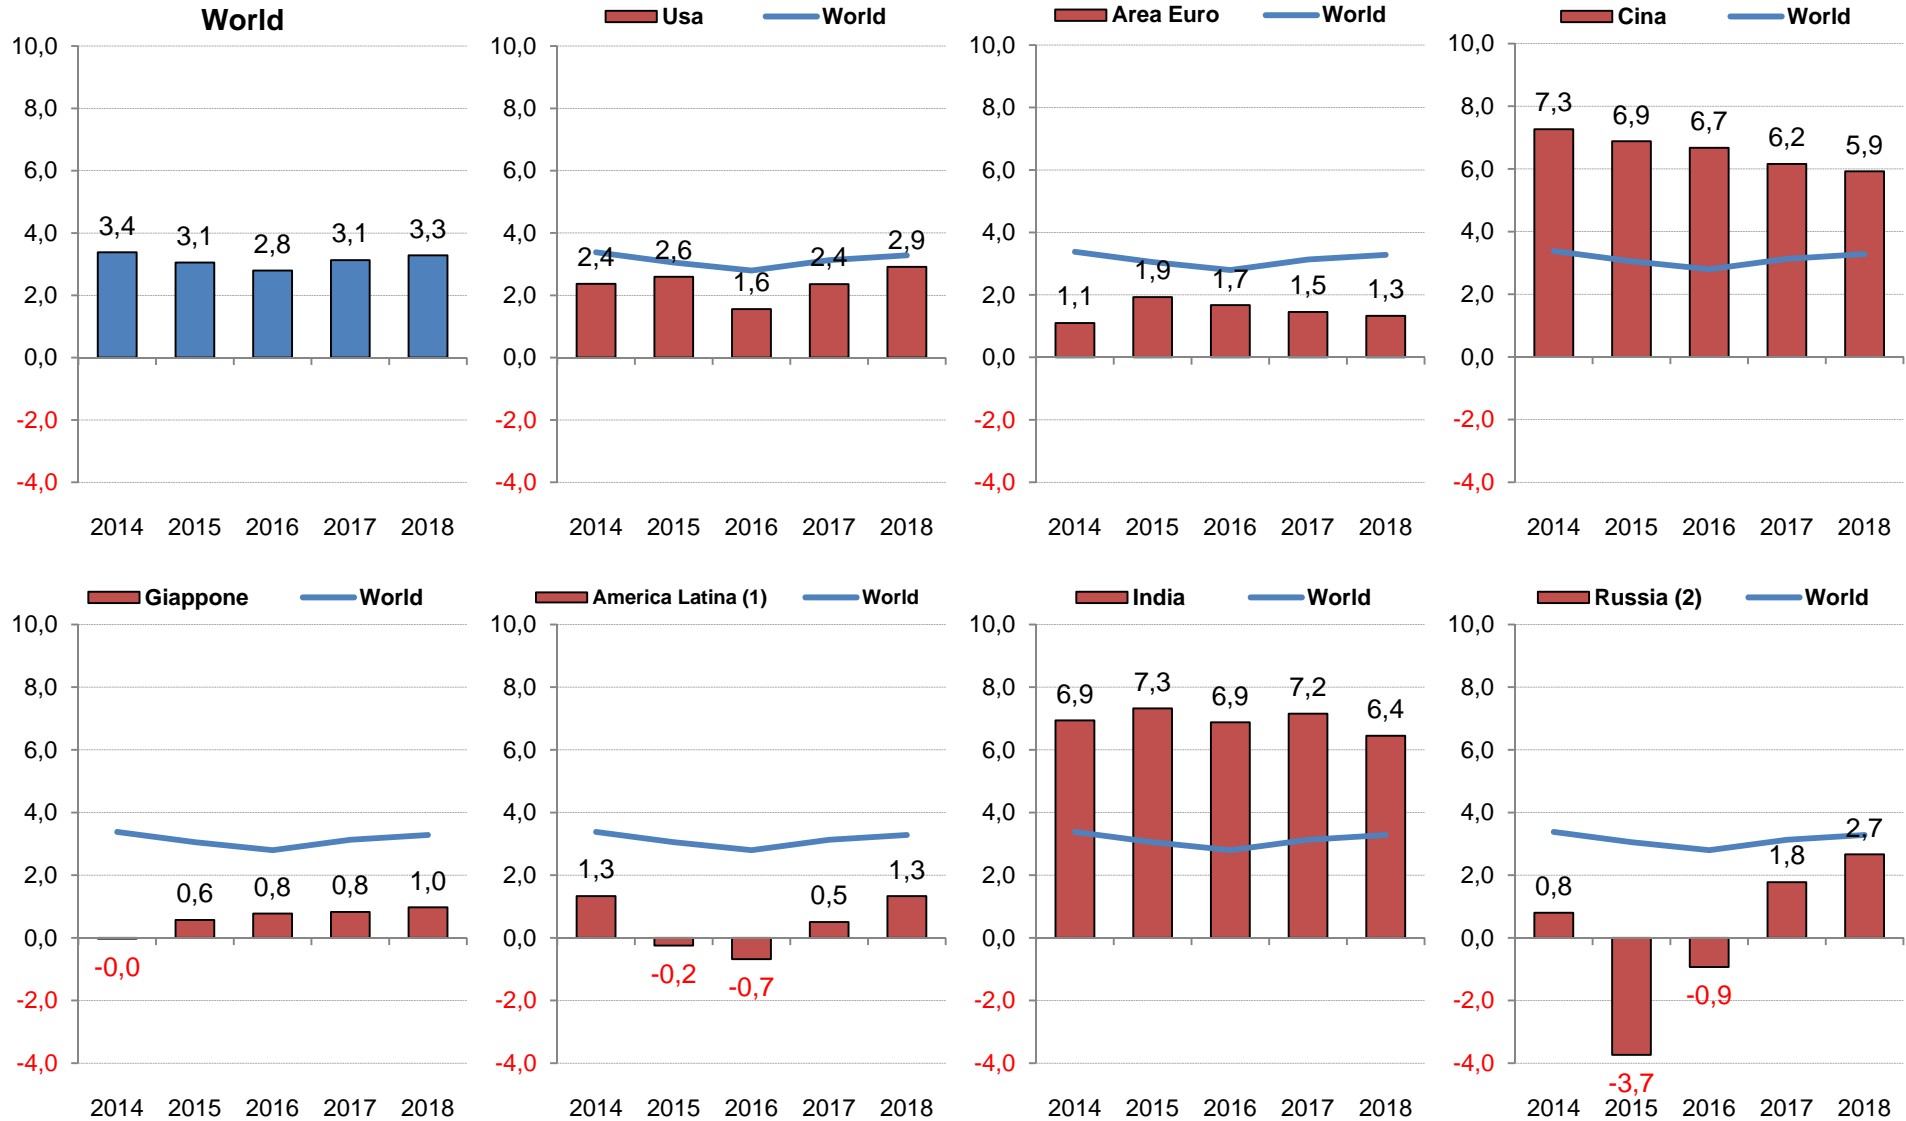 World
10,0
8,0
6,0
4,0
2,0
0,0
-2,0
-4,0
3,4 3,1 2,8 3,1 3,3
2014 2015 2016 2017 2018
Usa World
10,0
8,0
6,0
4,0
2,0
0,0
-2,0
-4,0
2,4 2,6 1,6 2,4 2,9
2014 2015 2016 2017 2018
Area Euro World
10,0
8,0
6,0
4,0
2,0
0,0
-2,0
-4,0
1,1 1,9 1,7 1,5 1,3
2014 2015 2016 2017 2018
Cina World
10,0
8,0
6,0
4,0
2,0
0,0
-2,0
-4,0
7,3 6,9 6,7 6,2 5,9
2014 2015 2016 2017 2018
Giappone World
10,0
8,0
6,0
4,0
2,0
0,0
-2,0
-4,0
-0,0 0,6 0,8 0,8 1,0
2014 2015 2016 2017 2018
America Latina (1) World
10,0
8,0
6,0
4,0
2,0
0,0
-2,0
-4,0
1,3 -0,2 -0,7 0,5 1,3
2014 2015 2016 2017 2018
India World
10,0
8,0
6,0
4,0
2,0
0,0
-2,0
-4,0
6,9 7,3 6,9 7,2 6,4
2014 2015 2016 2017 2018
Russia (2) World
10,0
8,0
6,0
4,0
2,0
0,0
-2,0
-4,0
0,8 -3,7 -0,9 1,8 2,7
2014 2015 2016 2017 2018